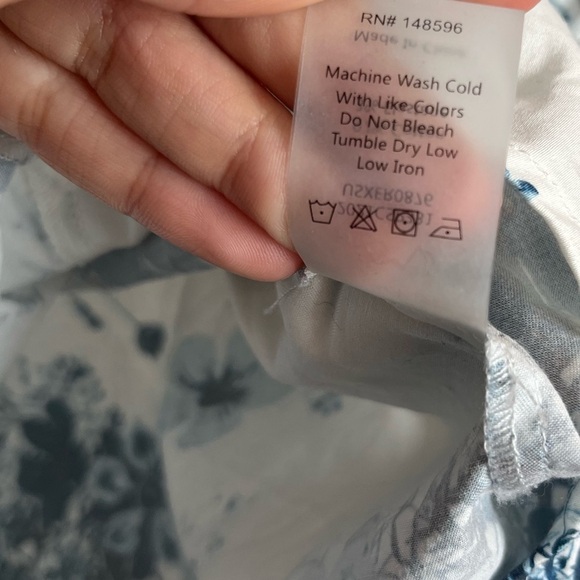 RN# 148596
Machine Wash Cold
With Like Colors
Do Not Bleach
Tumble Dry Low
Low Iron